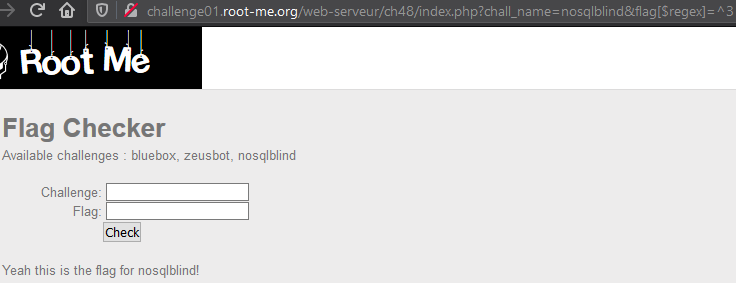 challenge01.root-me.org/web-serveur/ch48/index.php?chall_name=nosqlblind&flag[$regex]=^3
Root Me
Flag Checker
Available challenges : bluebox, zeusbot, nosqlblind
Challenge:
Flag:
Check
Yeah this is the flag for nosqlblind!